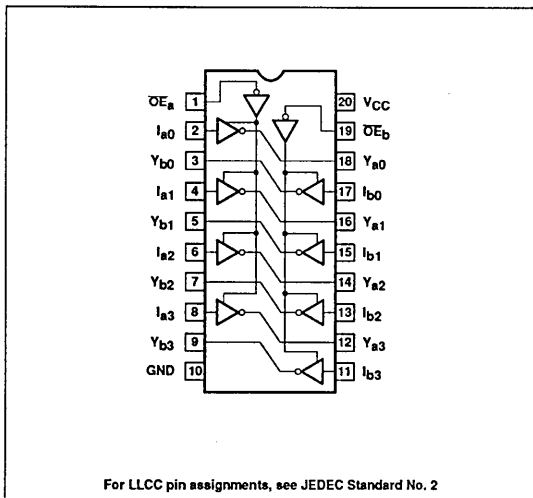 O̅E̅a 1 20 VCC
Ia0 2 19 O̅E̅b
Yb0 3 18 Ya0
Ia1 4 17 Ib0
Yb1 5 16 Ya1
Ia2 6 15 Ib1
Yb2 7 14 Ya2
Ia3 8 13 Ib2
Yb3 9 12 Ya3
GND 10 11 Ib3
For LLCC pin assignments, see JEDEC Standard No. 2